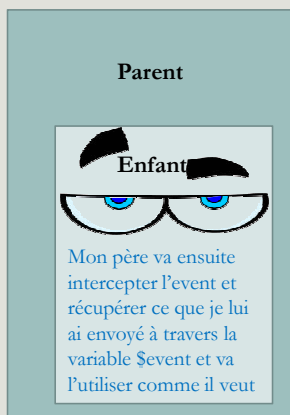 Parent
Enfant
Mon père va ensuite
intercepter l’event et
récupérer ce que je lui
ai envoyé à travers la
variable $event et va
l’utiliser comme il veut